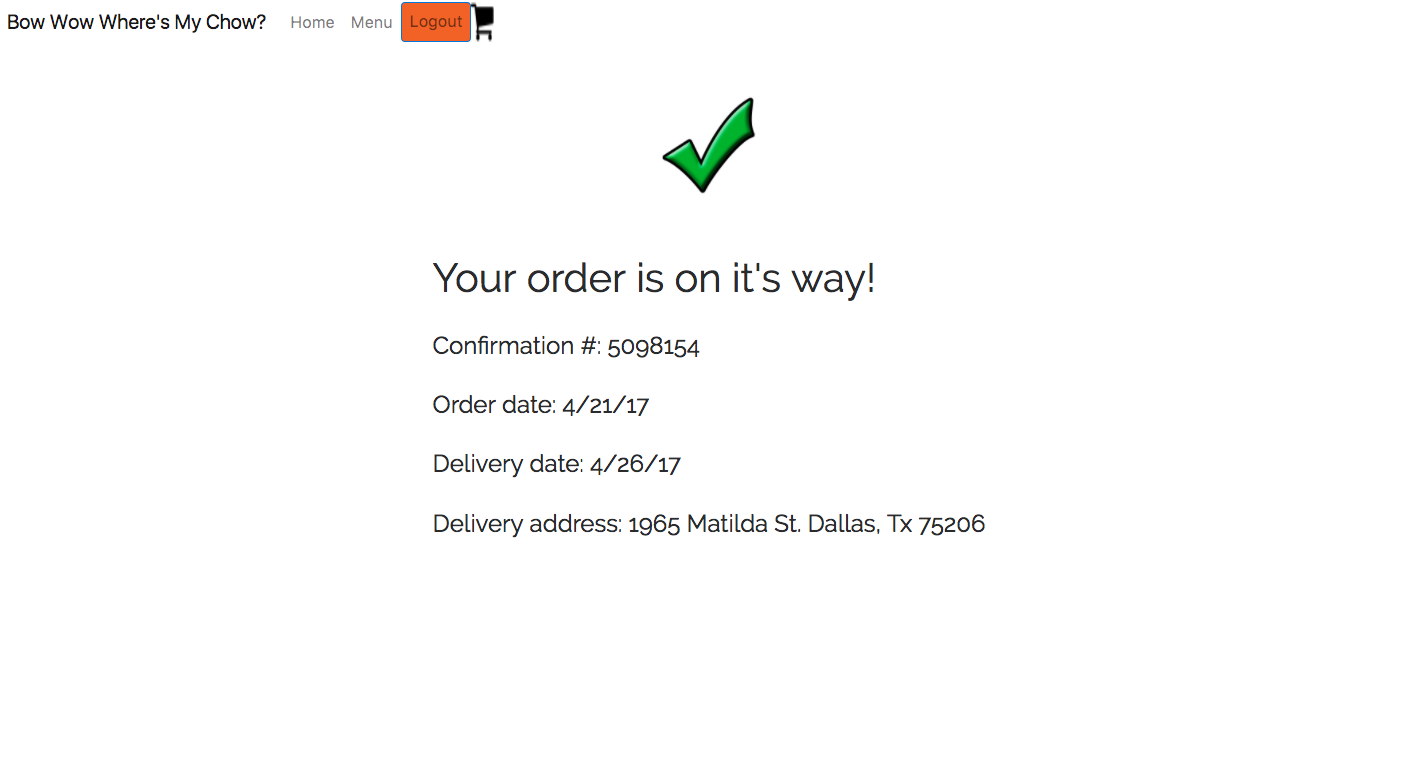 Bow Wow Where's My Chow? Home Menu Logout
Your order is on it's way!
Confirmation #: 5098154
Order date: 4/21/17
Delivery date: 4/26/17
Delivery address: 1965 Matilda St. Dallas, Tx 75206